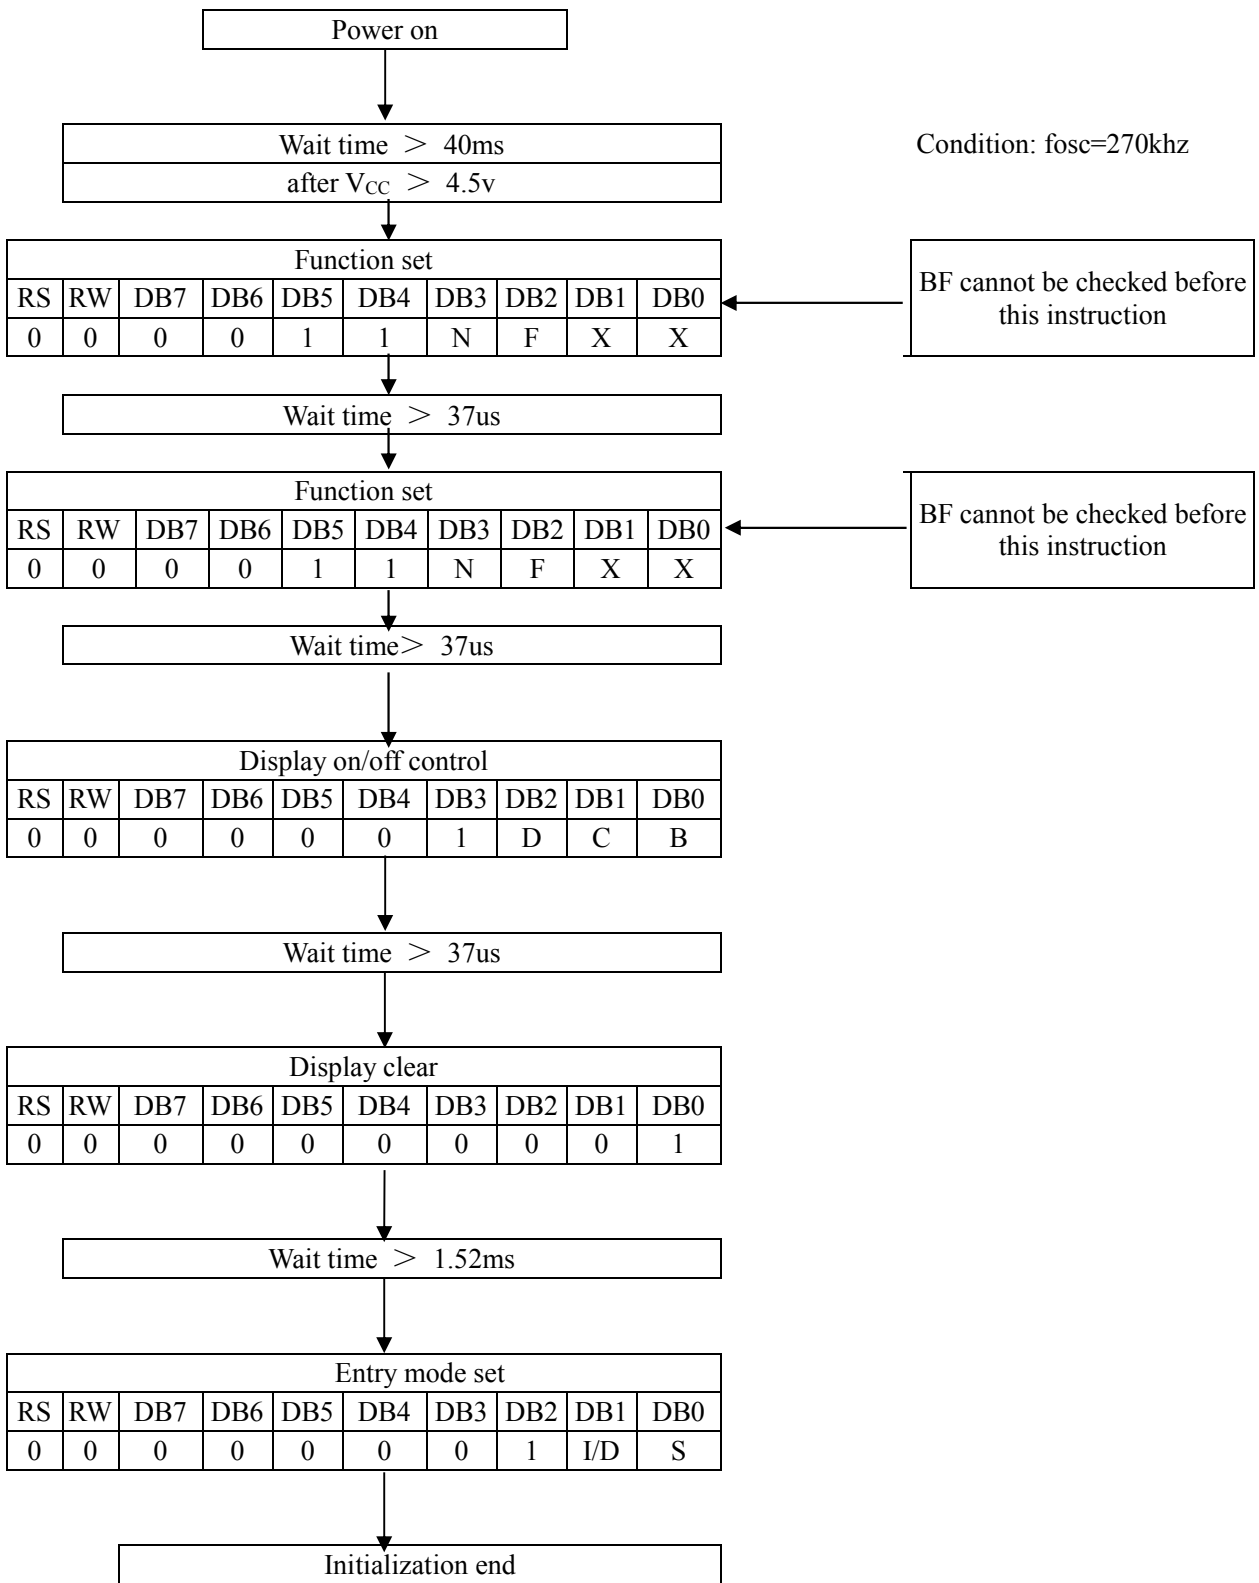 Power on
Wait time ＞ 40ms
Condition: fosc=270khz
after VCC ＞ 4.5v
Function set
RS RW DB7 DB6 DB5 DB4 DB3 DB2 DB1 DB0
0 0 0 0 1 1 N F X X
BF cannot be checked before
this instruction
Wait time ＞ 37us
Function set
RS RW DB7 DB6 DB5 DB4 DB3 DB2 DB1 DB0
0 0 0 0 1 1 N F X X
BF cannot be checked before
this instruction
Wait time＞ 37us
Display on/off control
RS RW DB7 DB6 DB5 DB4 DB3 DB2 DB1 DB0
0 0 0 0 0 0 1 D C B
Wait time ＞ 37us
Display clear
RS RW DB7 DB6 DB5 DB4 DB3 DB2 DB1 DB0
0 0 0 0 0 0 0 0 0 1
Wait time ＞ 1.52ms
Entry mode set
RS RW DB7 DB6 DB5 DB4 DB3 DB2 DB1 DB0
0 0 0 0 0 0 0 1 I/D S
Initialization end